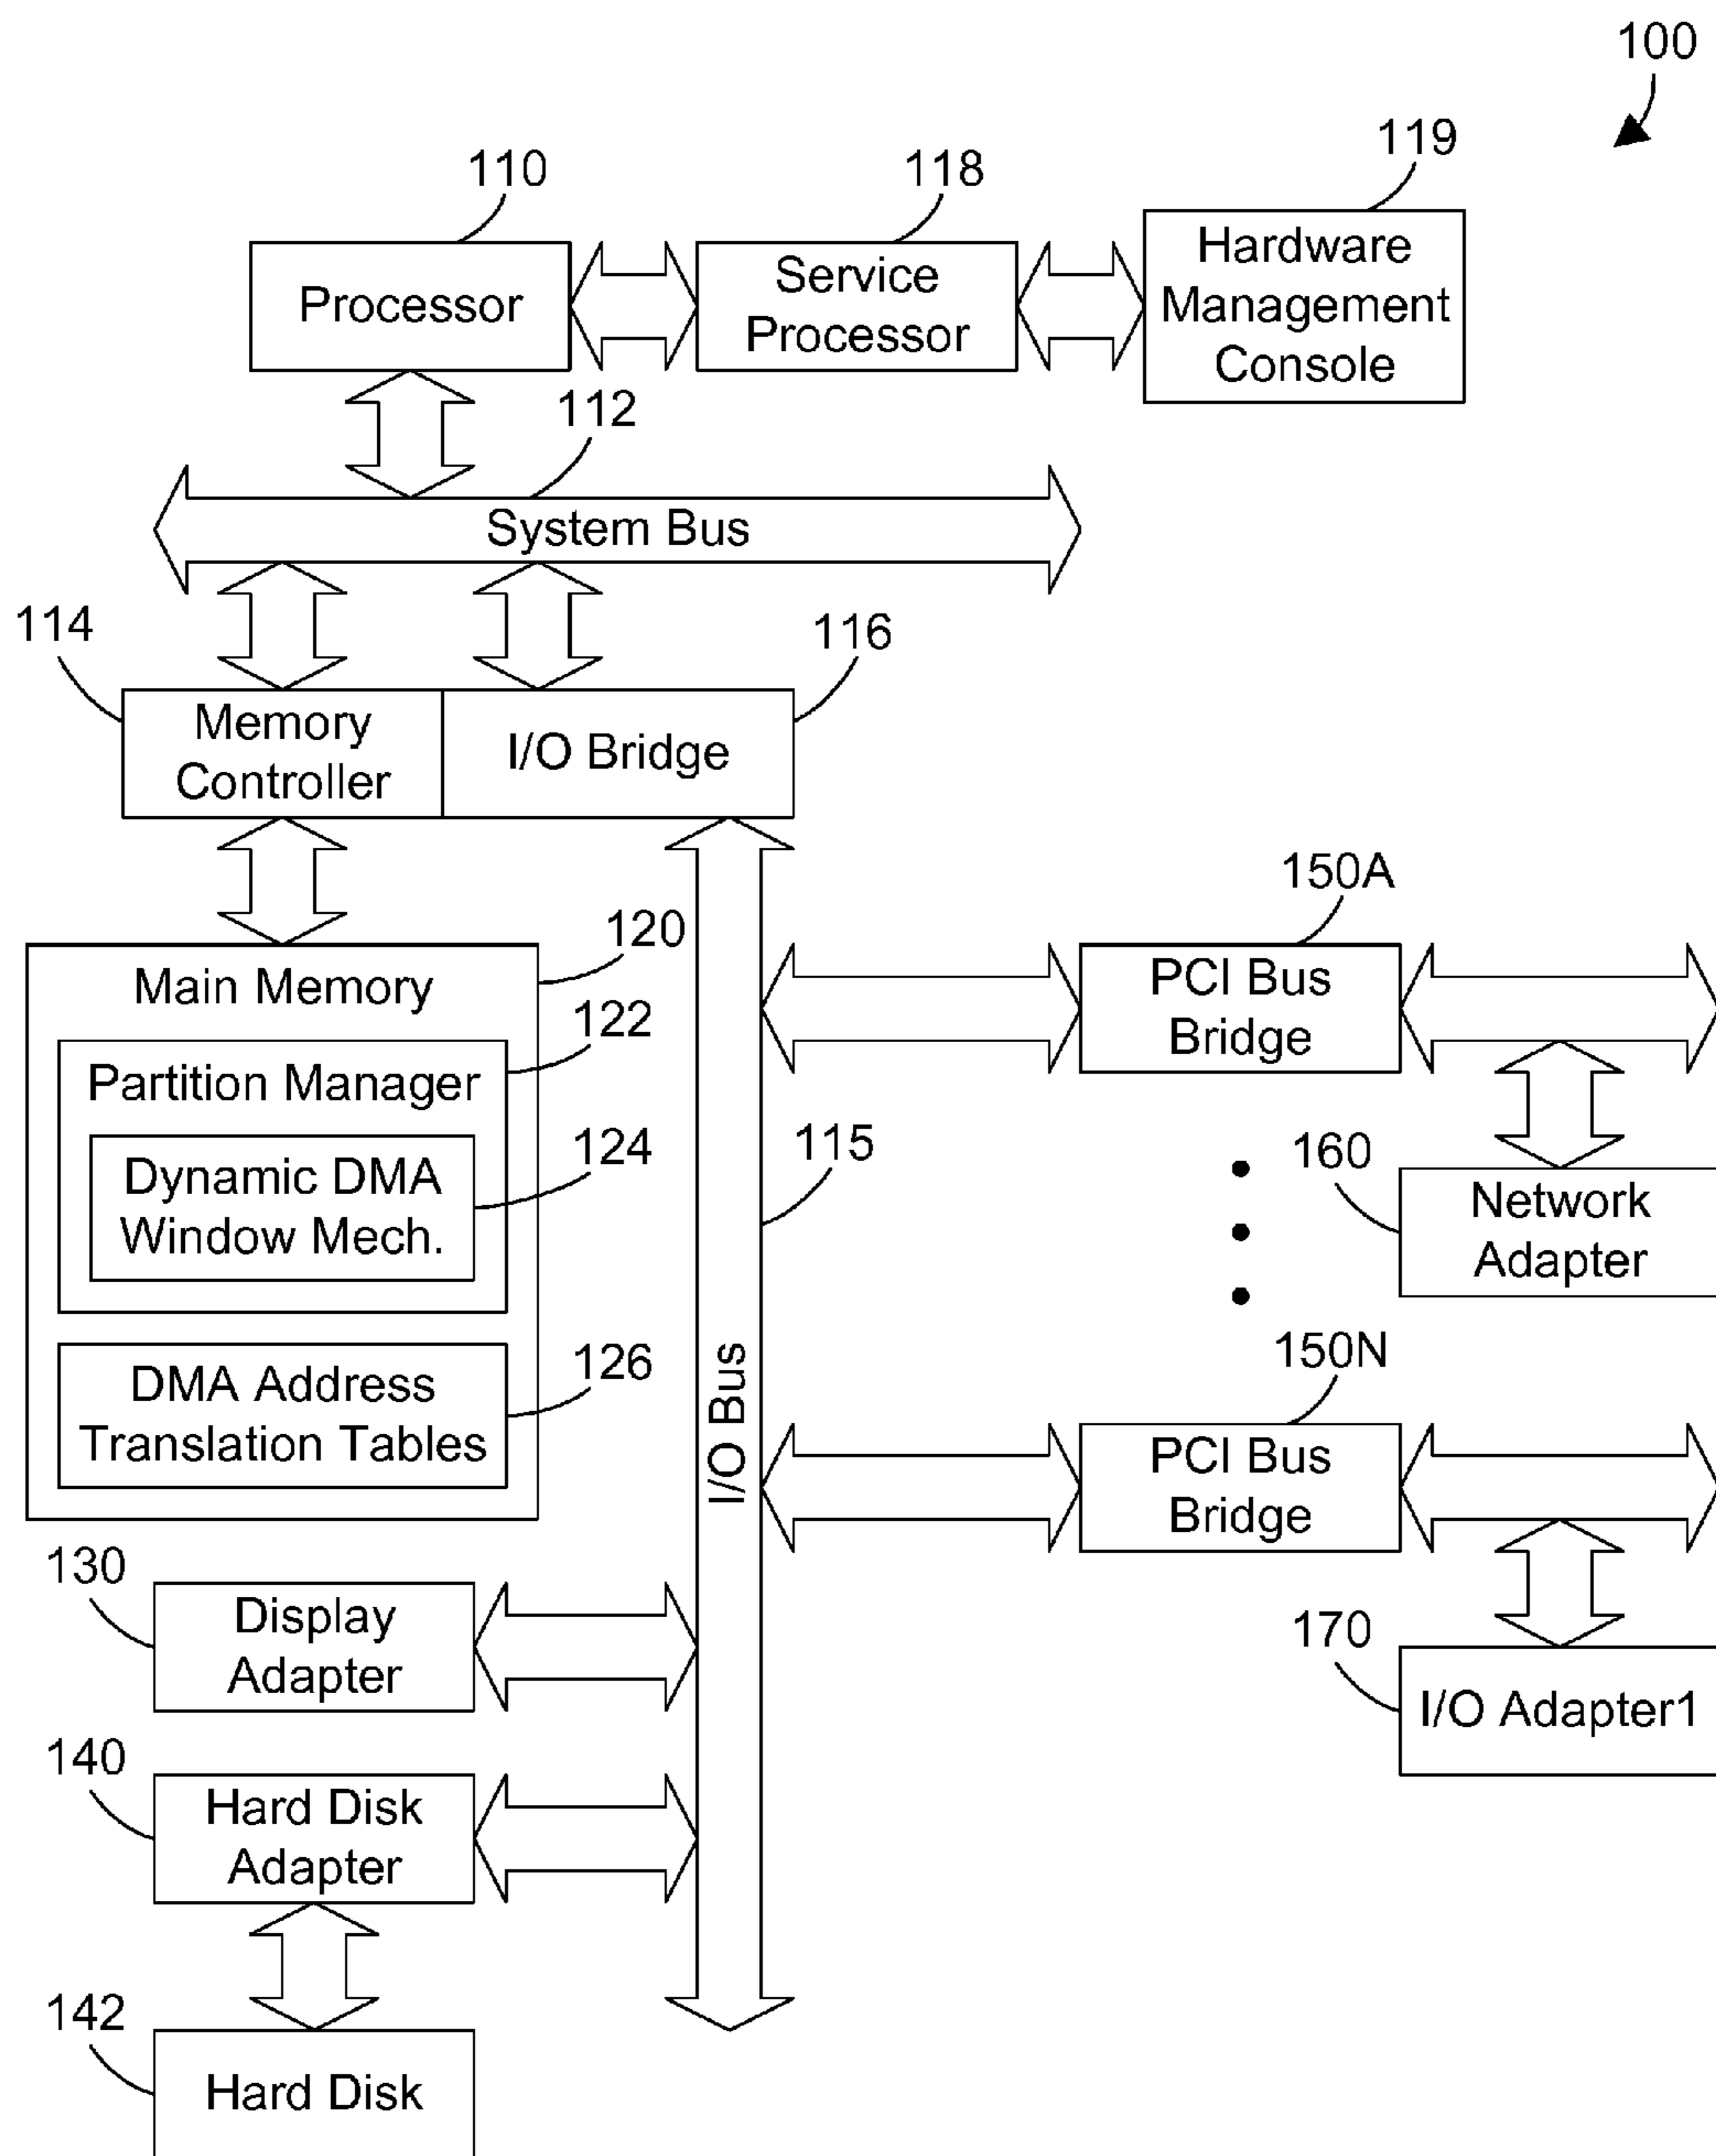 100
110
118
119
Processor
Service
Processor
Hardware
Management
Console
112
System Bus
114
116
Memory
Controller
I/O Bridge
120
Main Memory
122
Partition Manager
124
Dynamic DMA
Window Mech.
126
DMA Address
Translation Tables
115
I/O Bus
150A
PCI Bus
Bridge
160
Network
Adapter
150N
PCI Bus
Bridge
170
I/O Adapter1
130
Display
Adapter
140
Hard Disk
Adapter
142
Hard Disk